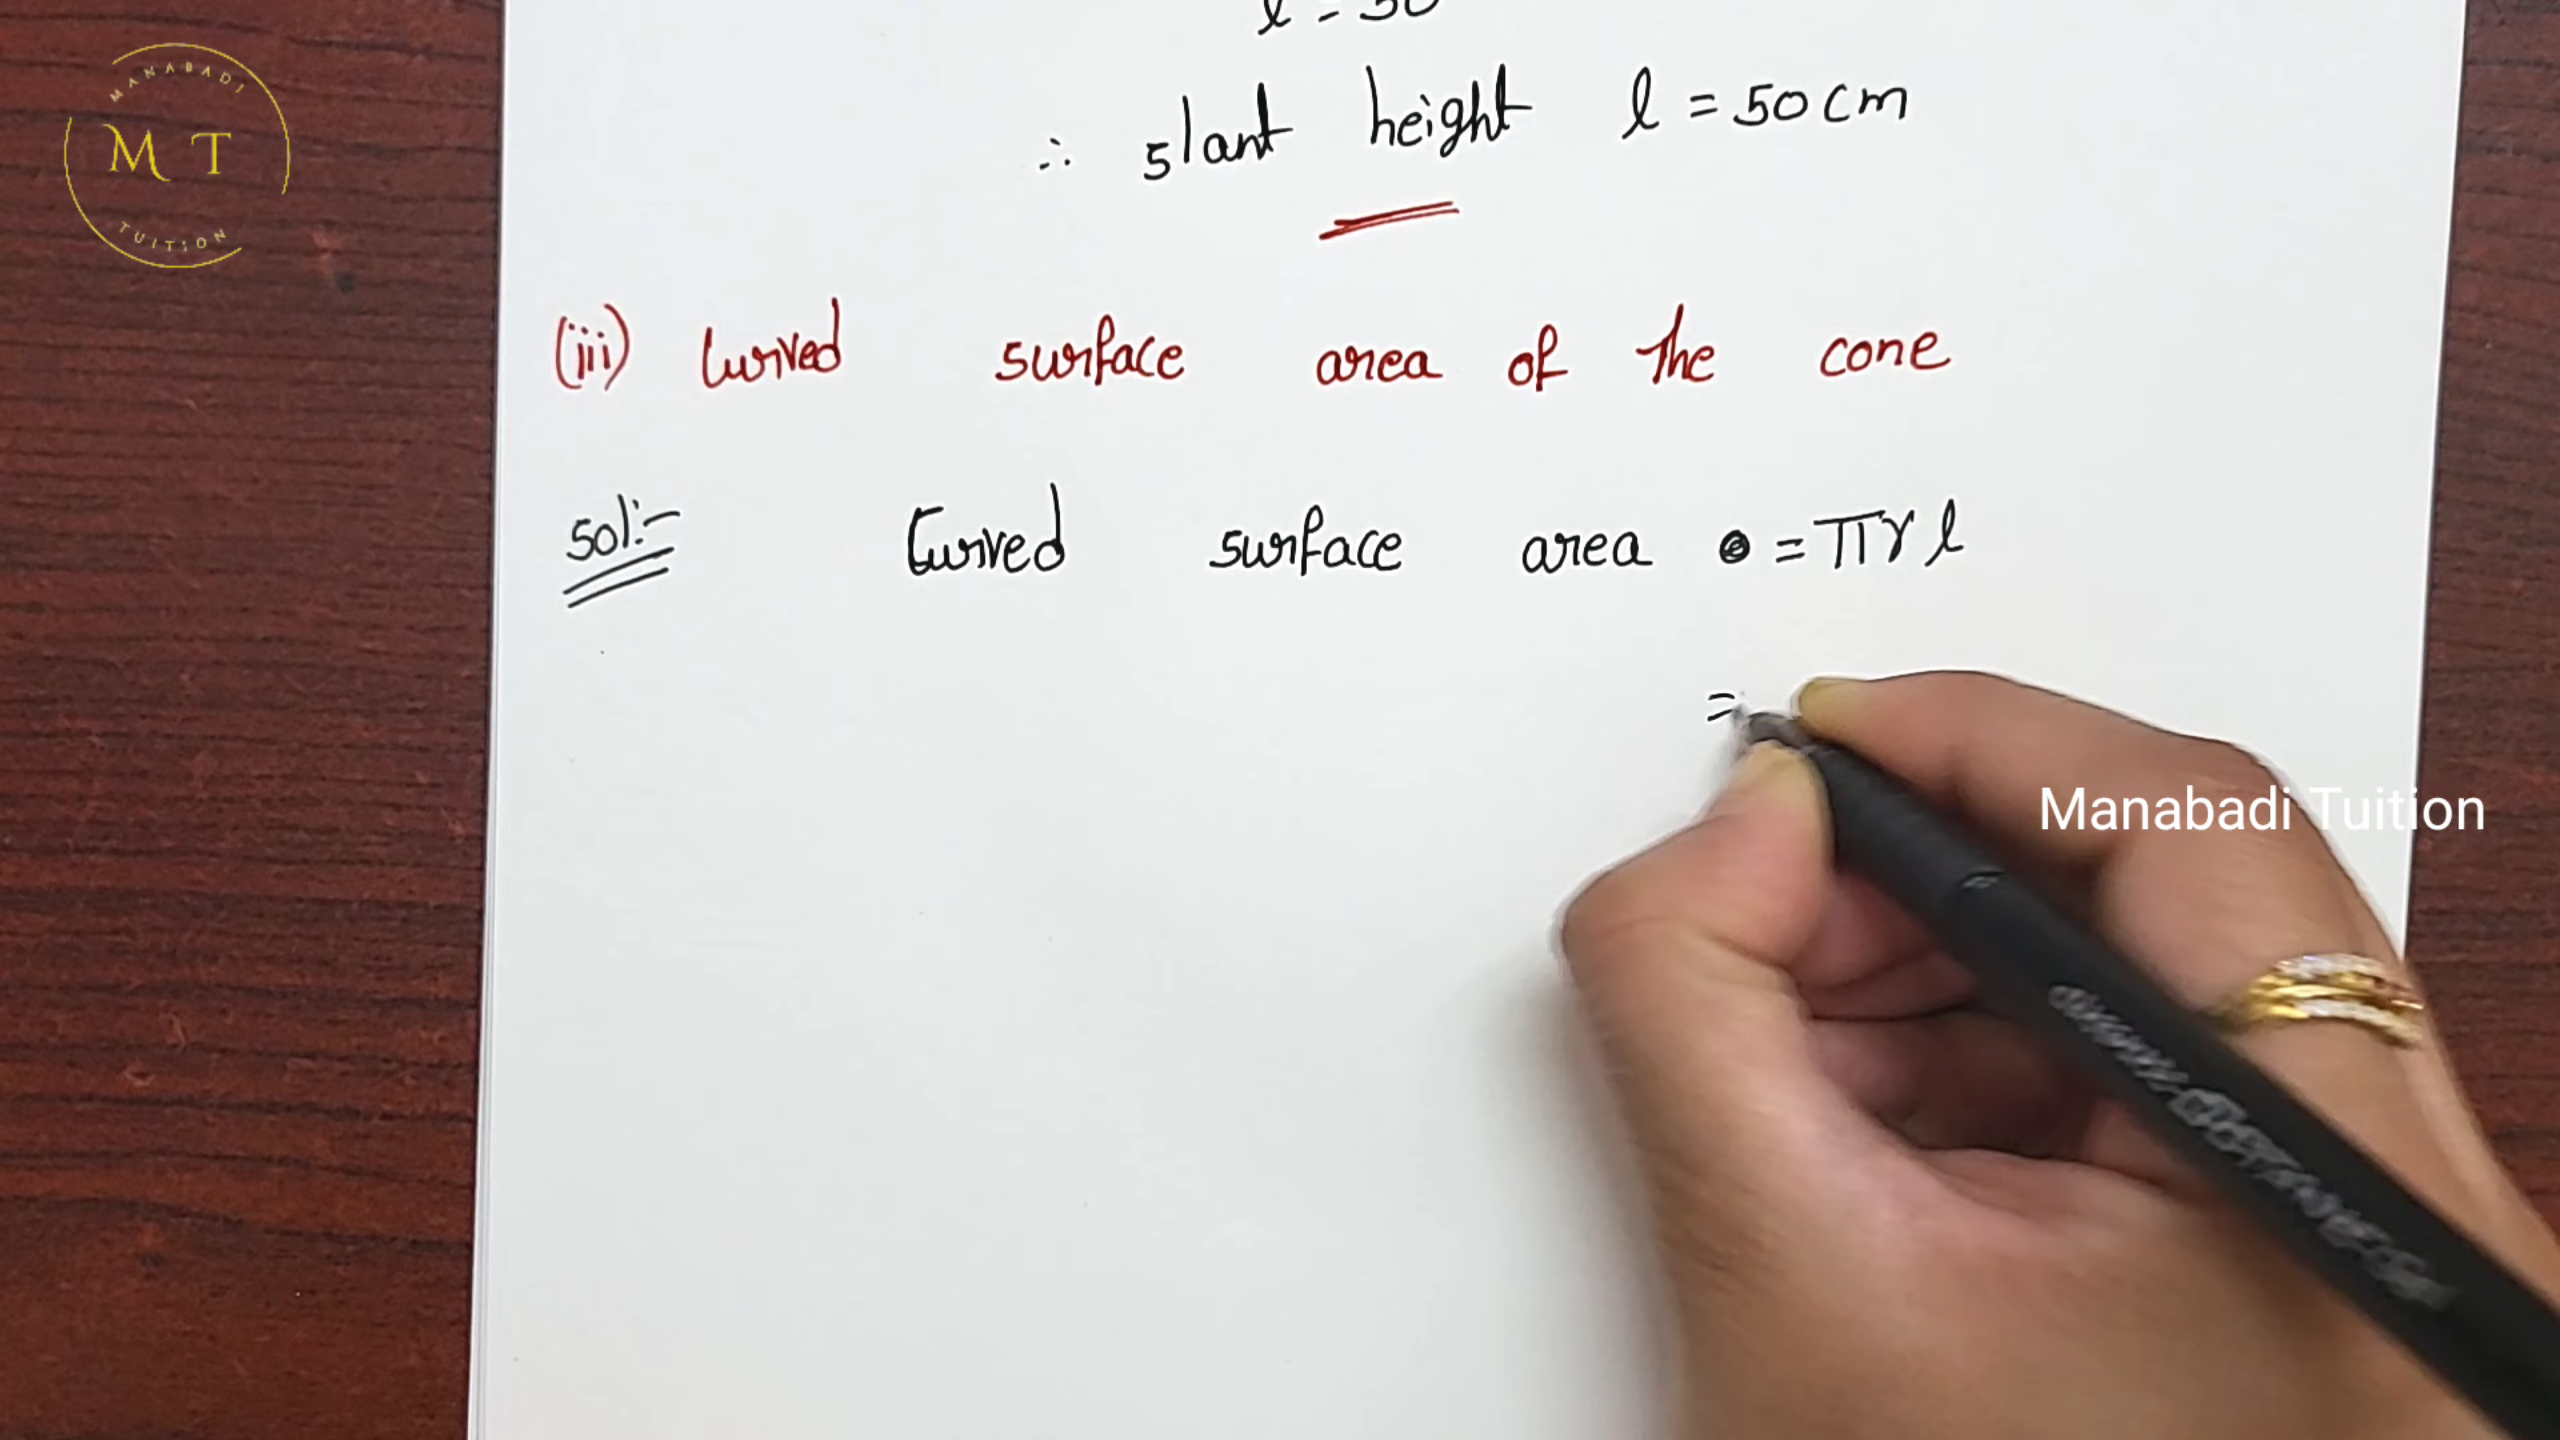 MANABADI
M T
TUITION
l = 50
∴ slant height l = 50cm
(iii) Curved surface area of the cone
Sol:- Curved surface area = πrl
=
Manabadi Tuition